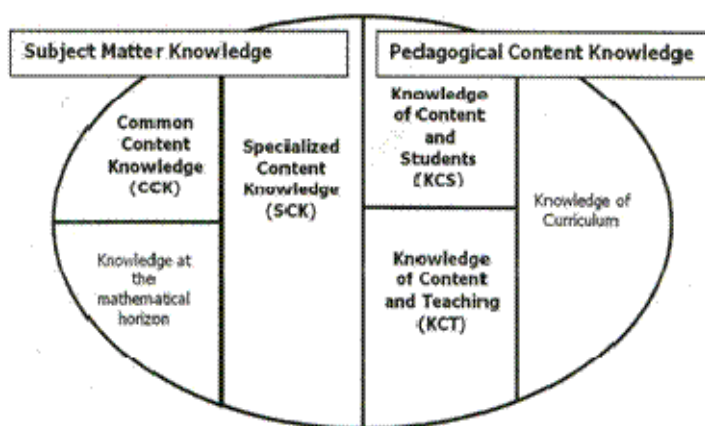 Subject Matter Knowledge
Pedagogical Content Knowledge
Common
Content
Knowledge
(CCK)
Knowledge at
the
mathematical
horizon
Specialized
Content
Knowledge
(SCK)
Knowledge
of Content
and
Students
(KCS)
Knowledge
of Content
and Teaching
(KCT)
Knowledge of
Curriculum